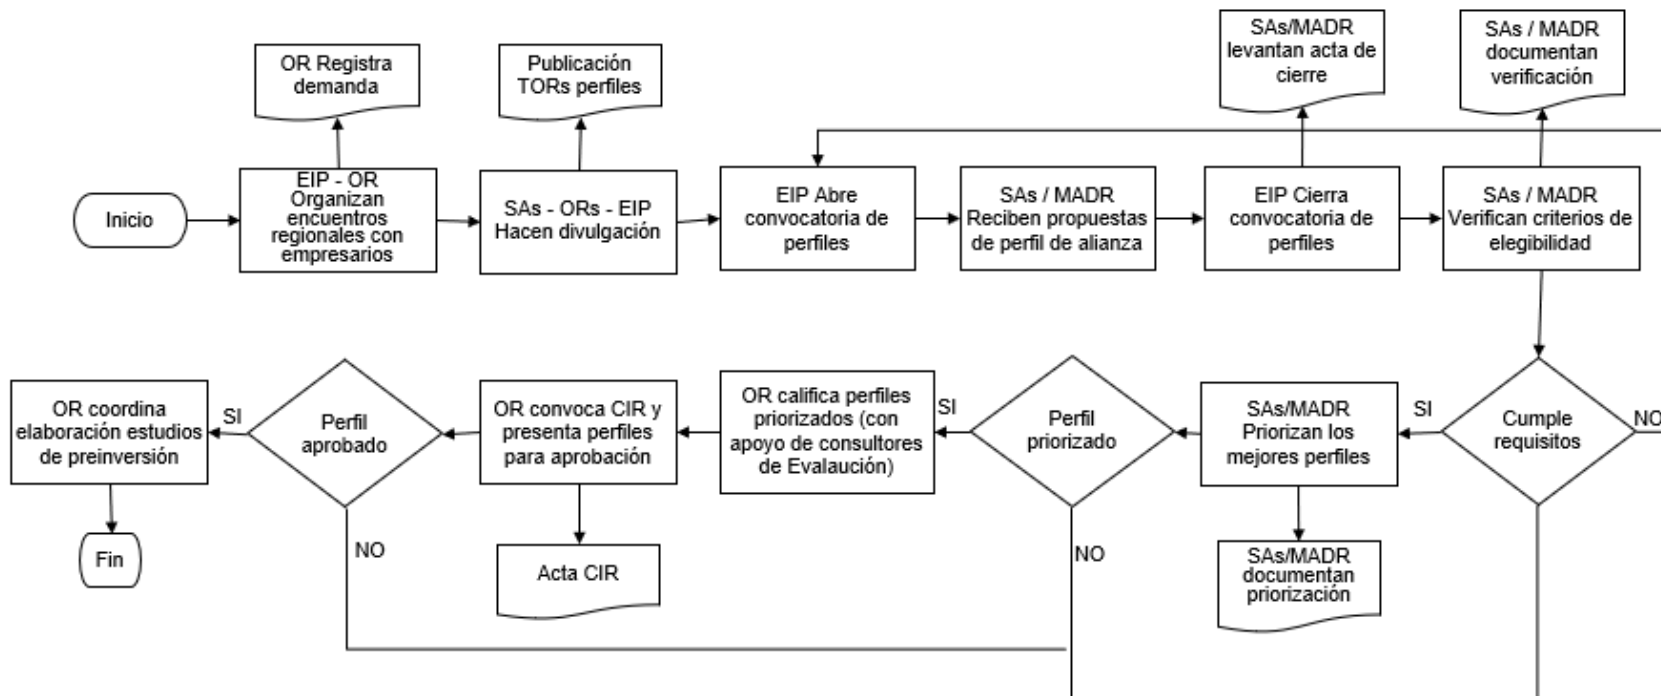 OR Registra
demanda
Publicación
TORs perfiles
SAs/MADR
levantan acta de
cierre
SAs / MADR
documentan
verificación
Inicio
EIP - OR
Organizan
encuentros
regionales con
empresarios
SAs - ORs - EIP
Hacen divulgación
EIP Abre
convocatoria de
perfiles
SAs / MADR
Reciben propuestas
de perfil de alianza
EIP Cierra
convocatoria de
perfiles
SAs / MADR
Verifican criterios de
elegibilidad
OR coordina
elaboración estudios
de preinversión
SI
Perfil
aprobado
OR convoca CIR y
presenta perfiles
para aprobación
OR califica perfiles
priorizados (con
apoyo de consultores
de Evalaución)
SI
Perfil
priorizado
SAs/MADR
Priorizan los
mejores perfiles
SI
Cumple
requisitos
NO
Fin
NO
Acta CIR
NO
SAs/MADR
documentan
priorización